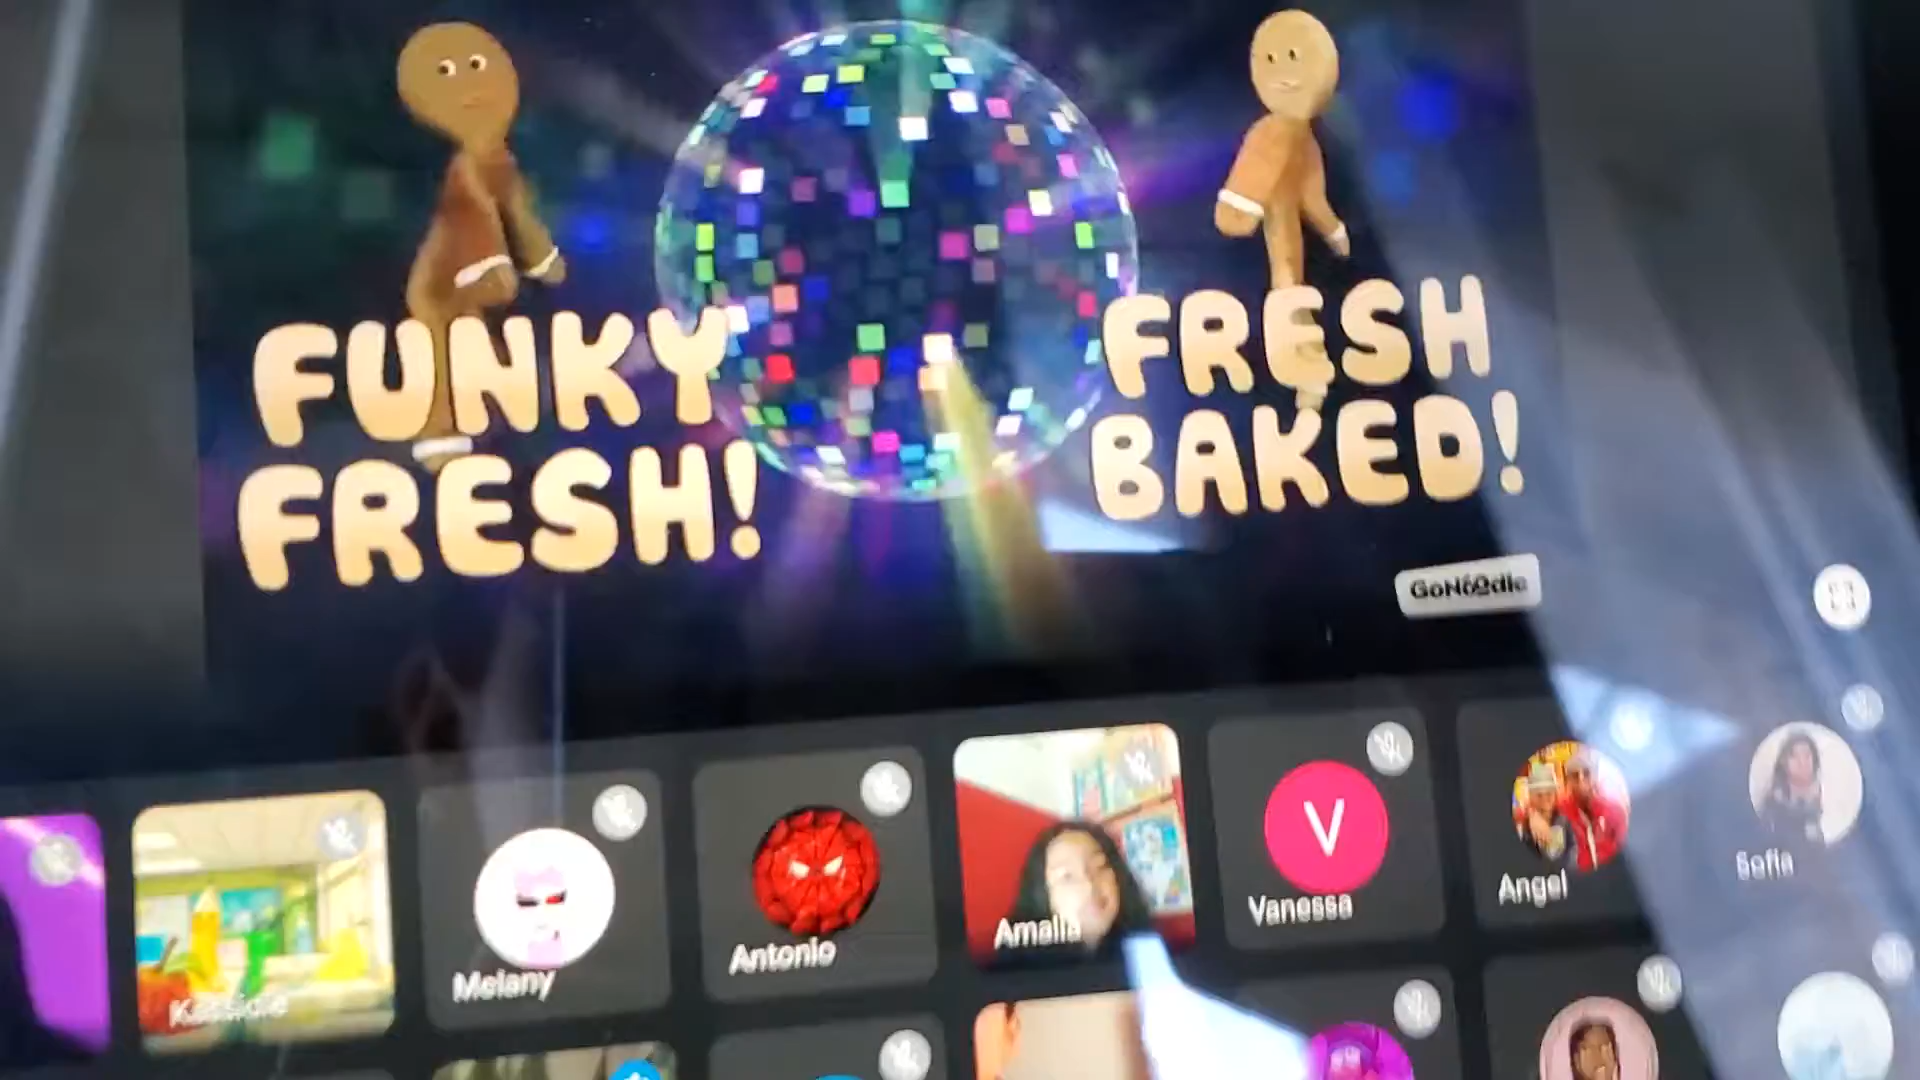 FUNKY
FRESH!
FRESH
BAKED!
GoNoodle
Melany
Antonio
Amalia
Vanessa
Angel
Sofia
V